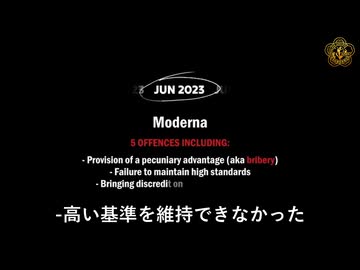 JUN 2023
Moderna
5 OFFENCES INCLUDING:
- Provision of a pecuniary advantage (aka bribery)
- Failure to maintain high standards
- Bringing discredit on
-高い基準を維持できなかった